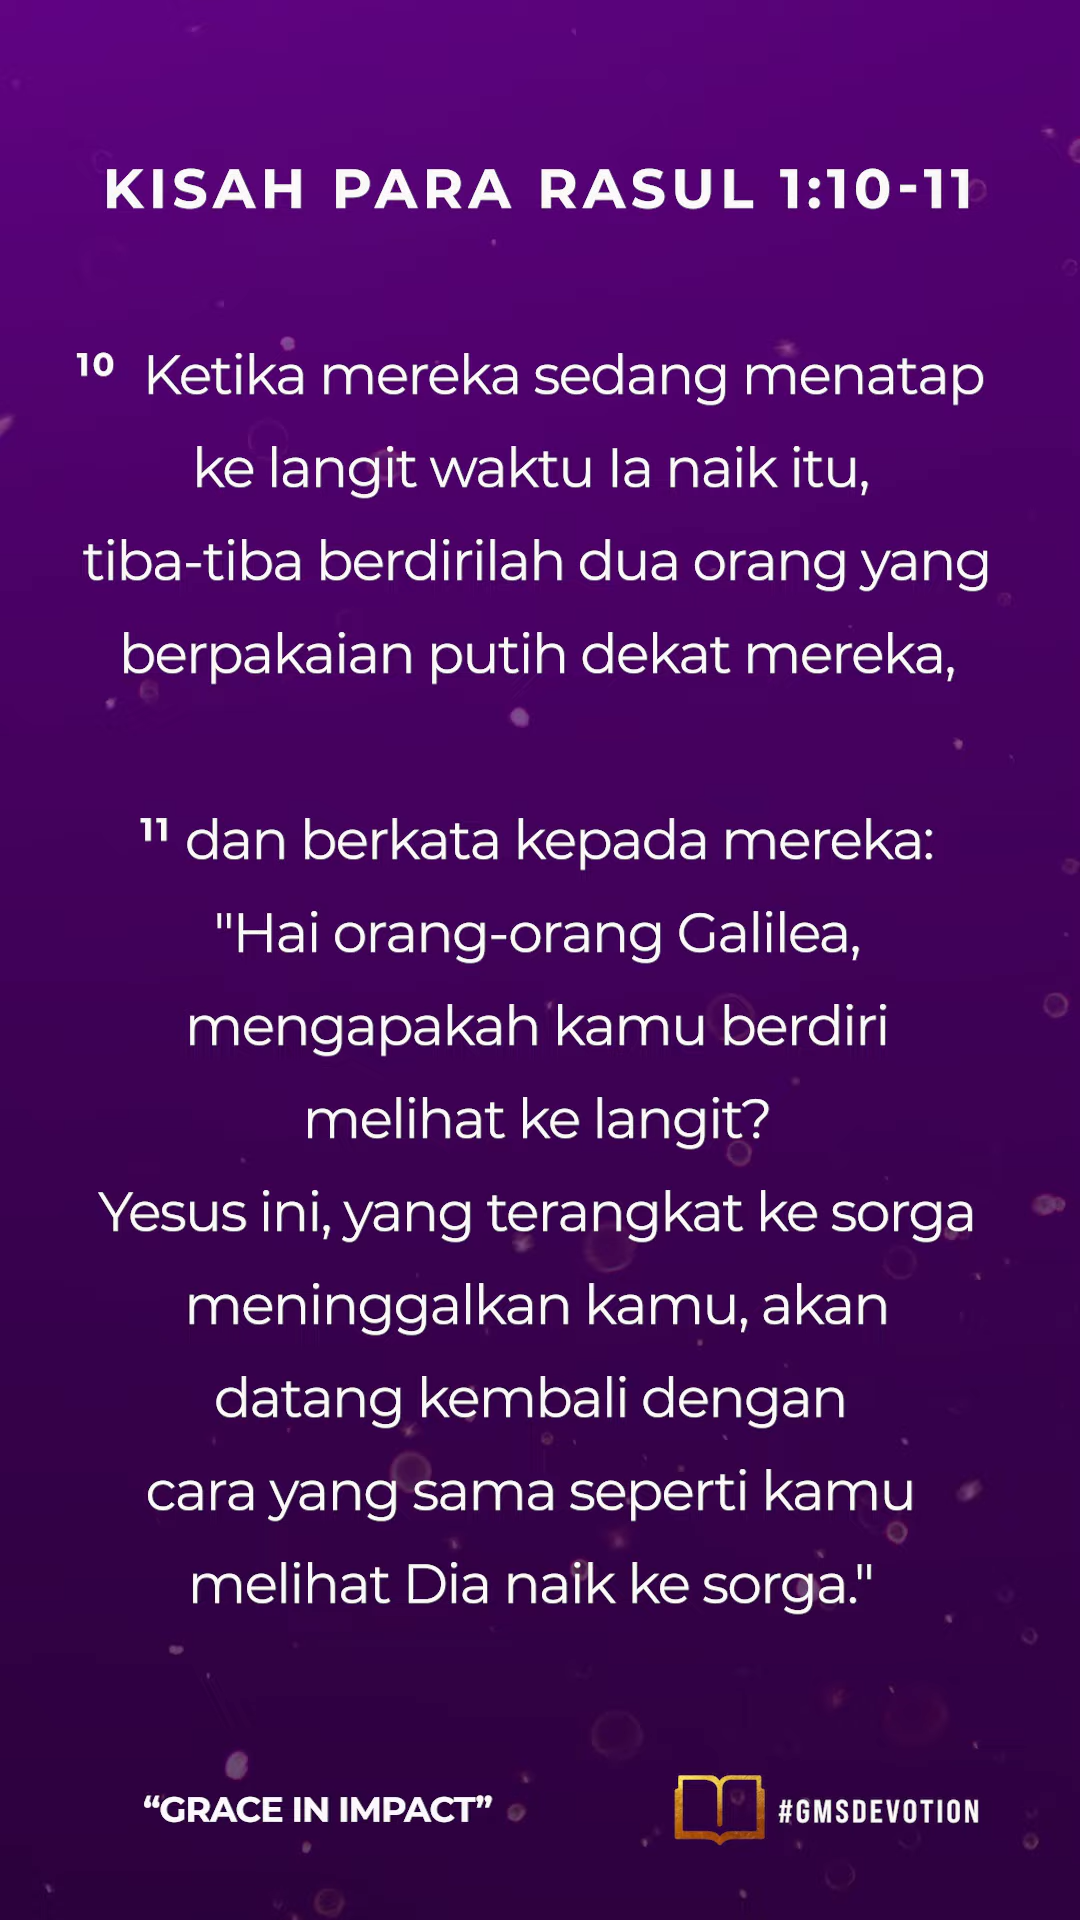 KISAH PARA RASUL 1:10-11
10 Ketika mereka sedang menatap
ke langit waktu Ia naik itu,
tiba-tiba berdirilah dua orang yang
berpakaian putih dekat mereka,
11 dan berkata kepada mereka:
"Hai orang-orang Galilea,
mengapakah kamu berdiri
melihat ke langit?
Yesus ini, yang terangkat ke sorga
meninggalkan kamu, akan
datang kembali dengan
cara yang sama seperti kamu
melihat Dia naik ke sorga."
“GRACE IN IMPACT” #GMSDEVOTION